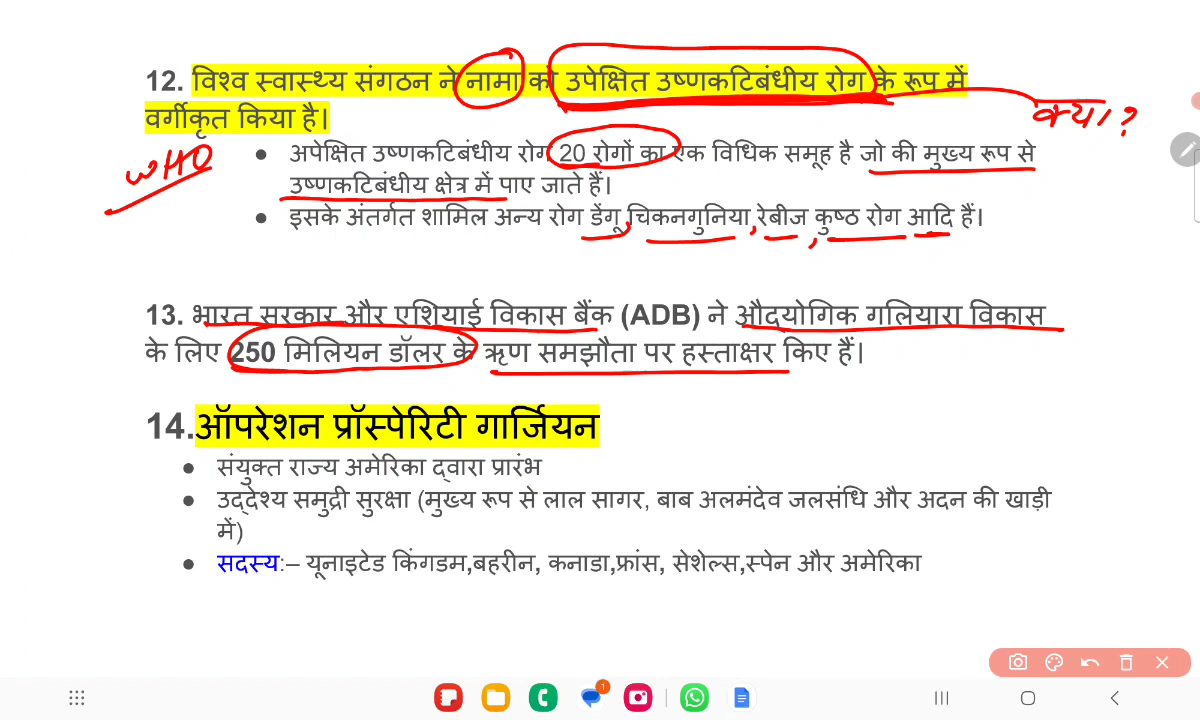 12. विश्व स्वास्थ्य संगठन ने नामा को उपेक्षित उष्णकटिबंधीय रोग के रूप में
वर्गीकृत किया है।
क्या?
WHO
● अपेक्षित उष्णकटिबंधीय रोग 20 रोगों का एक विधिक समूह है जो की मुख्य रूप से
उष्णकटिबंधीय क्षेत्र में पाए जाते हैं।
● इसके अंतर्गत शामिल अन्य रोग डेंगू,चिकनगुनिया,रेबीज,कुष्ठ रोग आदि हैं।
13. भारत सरकार और एशियाई विकास बैंक (ADB) ने औदयोगिक गलियारा विकास
के लिए 250 मिलियन डॉलर के ऋण समझौता पर हस्ताक्षर किए हैं।
14.ऑपरेशन प्रॉस्पेरिटी गार्जियन
● संयुक्त राज्य अमेरिका द्वारा प्रारंभ
● उद्देश्य समुद्री सुरक्षा (मुख्य रूप से लाल सागर, बाब अलमंदेव जलसंधि और अदन की खाड़ी
में)
● सदस्य:– यूनाइटेड किंगडम,बहरीन, कनाडा,फ्रांस, सेशेल्स,स्पेन और अमेरिका
1